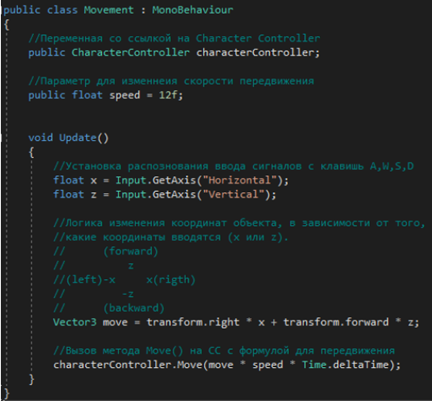 public class Movement : MonoBehaviour
{
//Переменная со ссылкой на Character Controller
public CharacterController characterController;
//Параметр для изменнеия скорости передвижения
public float speed = 12f;
void Update()
{
//Установка распознования ввода сигналов с клавишь A,W,S,D
float x = Input.GetAxis("Horizontal");
float z = Input.GetAxis("Vertical");
//Логика изменения координат объекта, в зависимости от того,
//какие координаты вводятся (x или z).
// (forward)
// z
//(left)-x x(rigth)
// -z
// (backward)
Vector3 move = transform.right * x + transform.forward * z;
//Вызов метода Move() на CC с формулой для передвижения
characterController.Move(move * speed * Time.deltaTime);
}
}